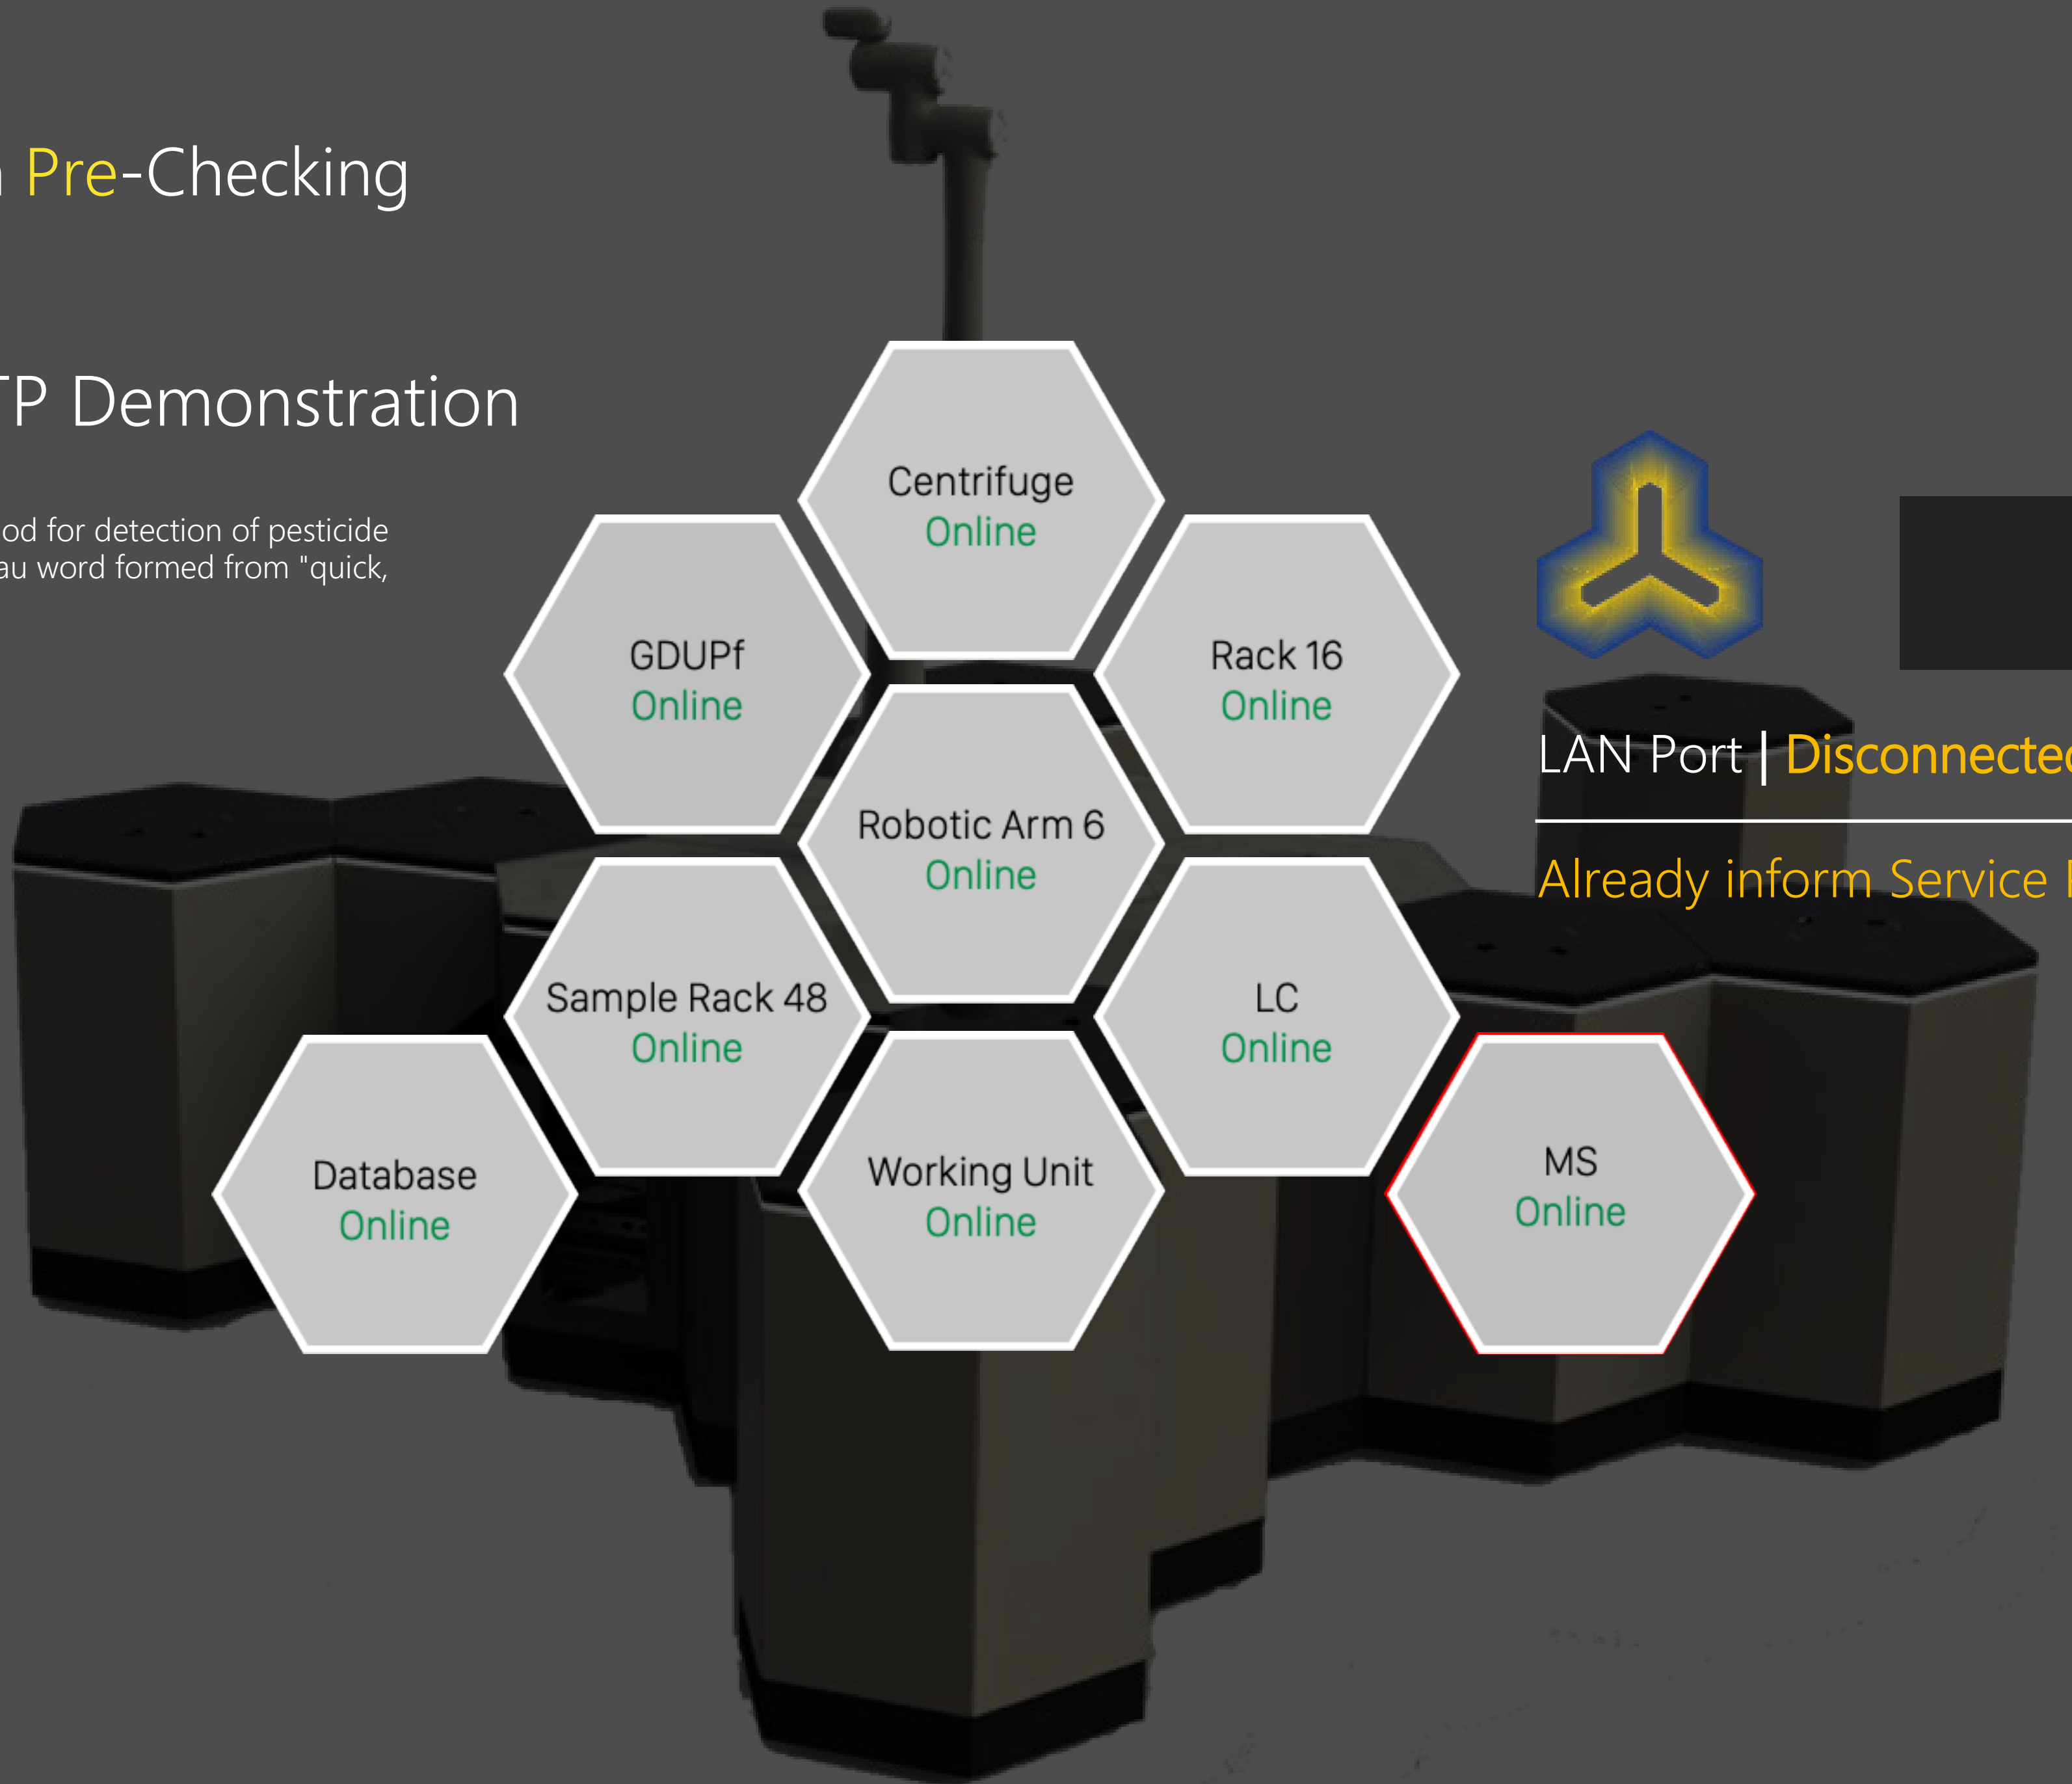 Pre-Checking
TP Demonstration
od for detection of pesticide
au word formed from "quick,
Centrifuge
Online
GDUPf
Online
Rack 16
Online
Robotic Arm 6
Online
LAN Port | Disconnected
Already inform Service
Sample Rack 48
Online
LC
Online
Database
Online
Working Unit
Online
MS
Online